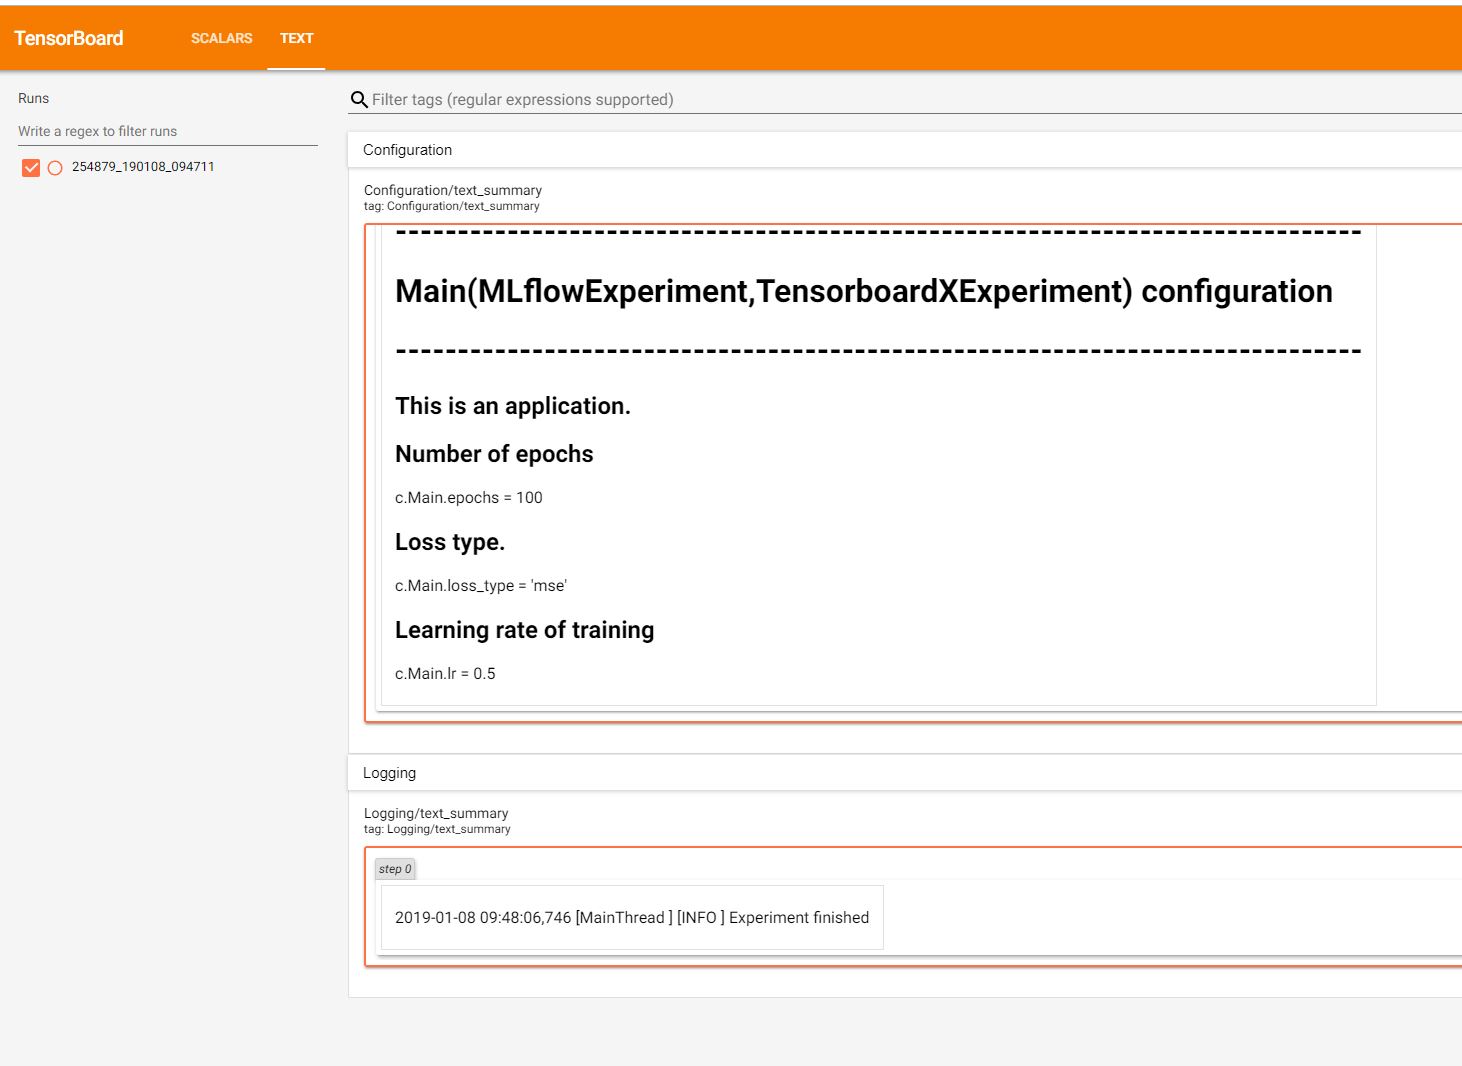 TensorBoard SCALARS TEXT
Runs
Write a regex to filter runs
254879_190108_094711
Filter tags (regular expressions supported)
Configuration
Configuration/text_summary
tag: Configuration/text_summary
--------------------------------------------------------------------------------
Main(MLflowExperiment,TensorboardXExperiment) configuration
--------------------------------------------------------------------------------
This is an application.
Number of epochs
c.Main.epochs = 100
Loss type.
c.Main.loss_type = 'mse'
Learning rate of training
c.Main.lr = 0.5
Logging
Logging/text_summary
tag: Logging/text_summary
step 0
2019-01-08 09:48:06,746 [MainThread ] [INFO ] Experiment finished